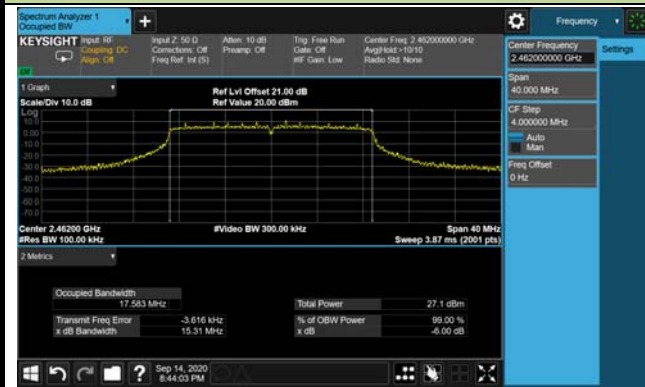 Spectrum Analyzer 1
Occupied BW
Frequency
KEYSIGHT
Input: RF
Coupling: DC
Align: Off
Input Z: 50 Ω
Corrections: Off
Freq Ref: Int (S)
Atten: 10 dB
Preamp: Off
Trig: Free Run
Gate: Off
#IF Gain: Low
Center Freq: 2.462000000 GHz
Avg|Hold:>10/10
Radio Std: None
Center Frequency
2.462000000 GHz
Settings
Span
40.000 MHz
CF Step
4.000000 MHz
Auto
Man
Freq Offset
0 Hz
1 Graph
Scale/Div 10.0 dB
Ref Lvl Offset 21.00 dB
Ref Value 20.00 dBm
Log
10.0
0.00
-10.0
-20.0
-30.0
-40.0
-50.0
-60.0
-70.0
Center 2.46200 GHz
#Res BW 100.00 kHz
#Video BW 300.00 kHz
Span 40 MHz
Sweep 3.87 ms (2001 pts)
2 Metrics
Occupied Bandwidth
17.583 MHz
Total Power 27.1 dBm
Transmit Freq Error -3.616 kHz
% of OBW Power 99.00 %
x dB Bandwidth 15.31 MHz
x dB -6.00 dB
Sep 14, 2020
8:44:03 PM